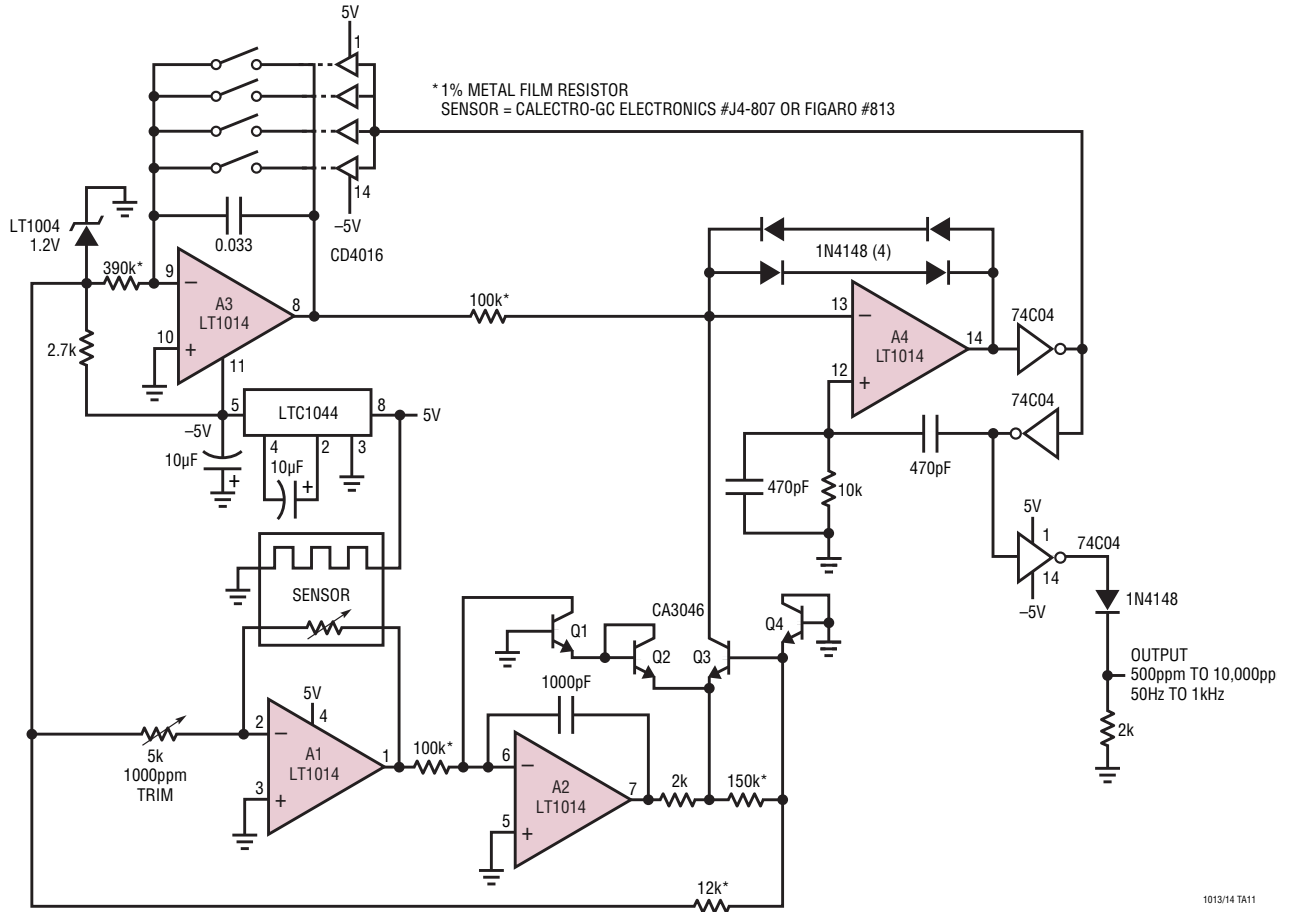 5V
1
* 1% METAL FILM RESISTOR
SENSOR = CALECTRO-GC ELECTRONICS #J4-807 OR FIGARO #813
14
–5V
CD4016
LT1004
1.2V
0.033
390k*
9
–
A3
LT1014
8
10
+
11
2.7k
100k*
1N4148 (4)
13
–
A4
LT1014
14
12
+
74C04
74C04
5
LTC1044
8
5V
–5V
4
2
3
10µF
+
10µF
+
470pF
470pF
10k
5V
1
74C04
14
–5V
1N4148
SENSOR
CA3046
Q1
Q2
Q3
Q4
OUTPUT
500ppm TO 10,000pp
50Hz TO 1kHz
2k
1000pF
5V
4
5k
1000ppm
TRIM
2
–
A1
LT1014
1
3
+
100k*
6
–
A2
LT1014
7
5
+
2k
150k*
12k*
1013/14 TA11